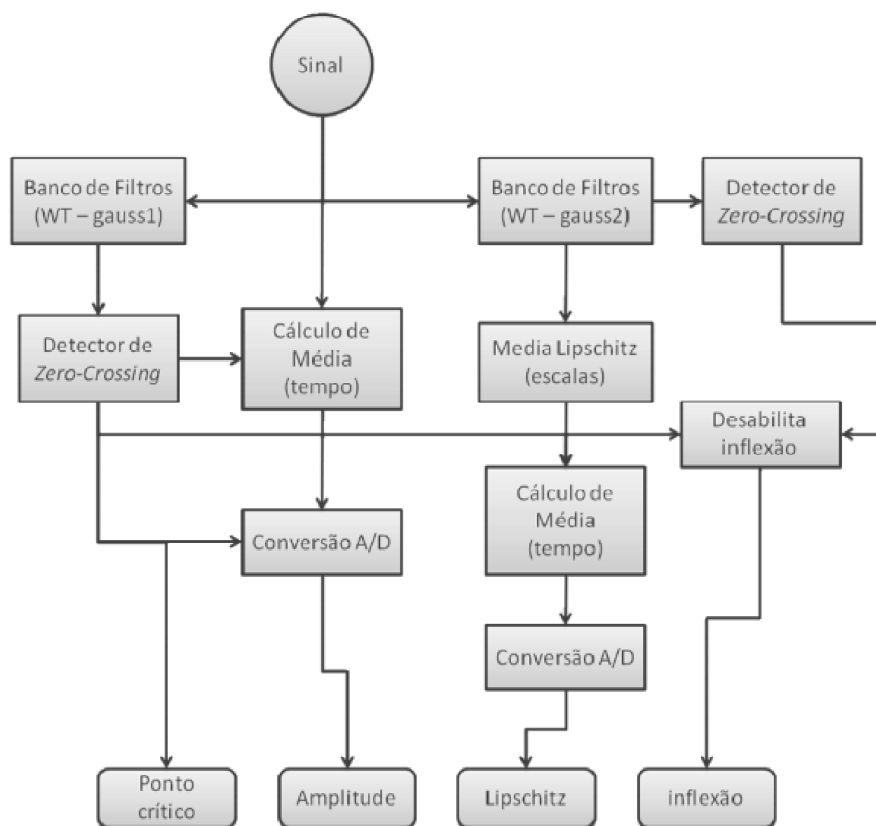 Sinal
Banco de Filtros
(WT – gauss1)
Banco de Filtros
(WT – gauss2)
Detector de
Zero-Crossing
Detector de
Zero-Crossing
Cálculo de
Média
(tempo)
Media Lipschitz
(escalas)
Desabilita
inflexão
Cálculo de
Média
(tempo)
Conversão A/D
Conversão A/D
Ponto
crítico
Amplitude
Lipschitz
inflexão